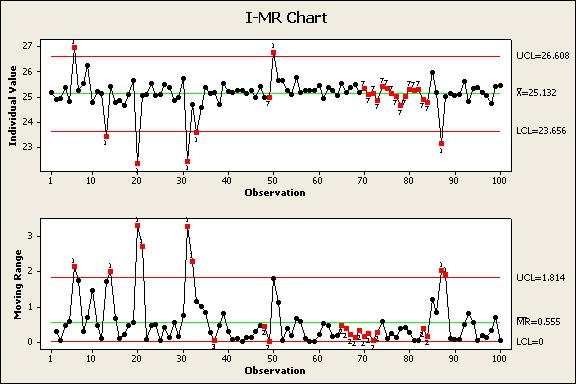 I-MR Chart
27
26
25
24
23
Individual Value
UCL=26.608
X=25.132
LCL=23.656
1 10 20 30 40 50 60 70 80 90 100
Observation
3
2
1
0
Moving Range
UCL=1.814
MR=0.555
LCL=0
1 10 20 30 40 50 60 70 80 90 100
Observation